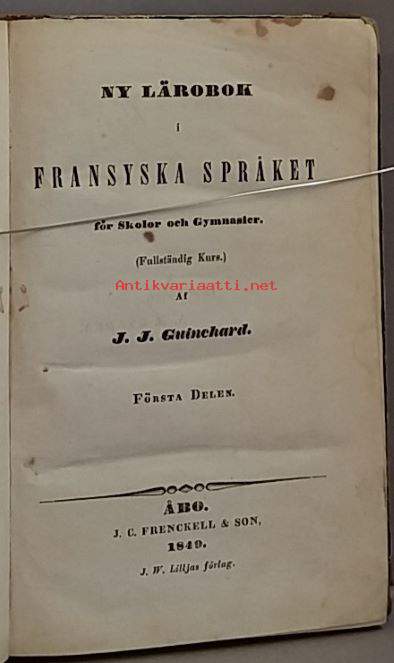 NY LÄROBOK
i
FRANSYSKA SPRÅKET
för Skolor och Gymnasier.
(Fullständig Kurs.)
Antikvariaatti.net
Af
J. J. Guinchard.
FÖRSTA DELEN.
ÅBO.
J. C. FRENCKELL & SON,
1849.
J. W. Lilljas förlag.